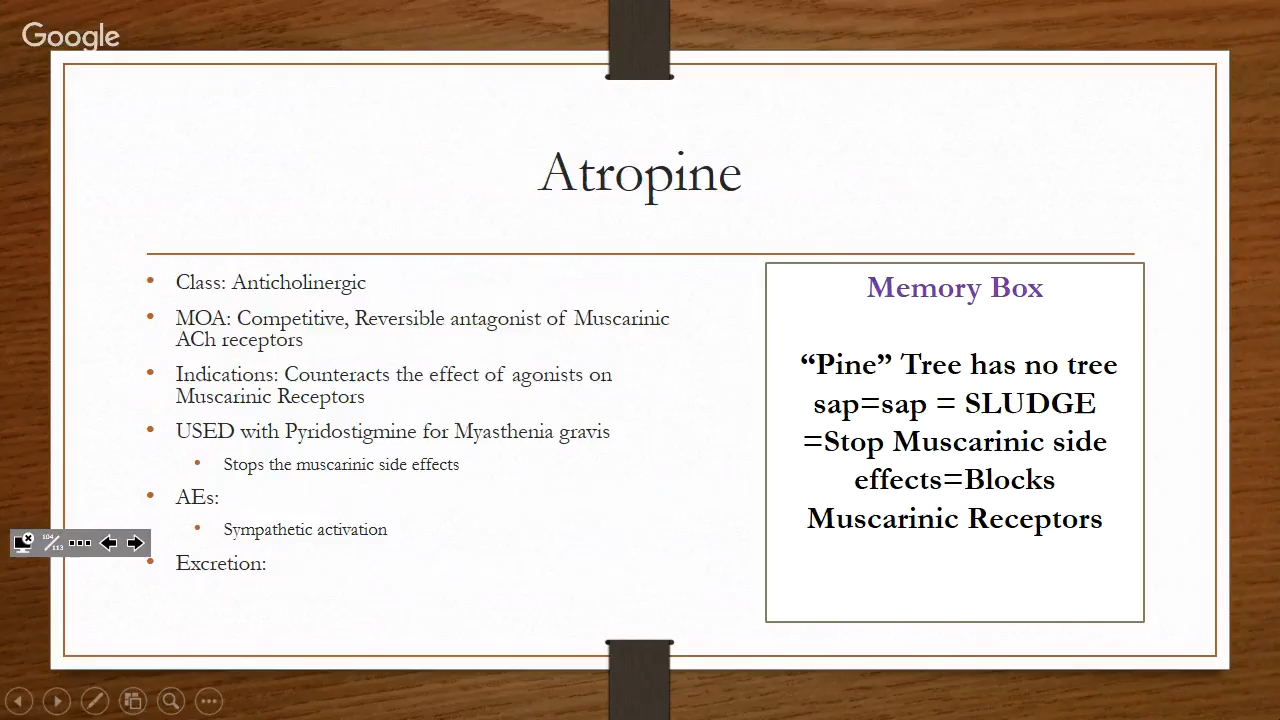 Google
Atropine
Class: Anticholinergic
MOA: Competitive, Reversible antagonist of Muscarinic
ACh receptors
Indications: Counteracts the effect of agonists on
Muscarinic Receptors
USED with Pyridostigmine for Myasthenia gravis
Stops the muscarinic side effects
AEs:
Sympathetic activation
Excretion:
Memory Box
“Pine” Tree has no tree
sap=sap = SLUDGE
=Stop Muscarinic side
effects=Blocks
Muscarinic Receptors
104/113